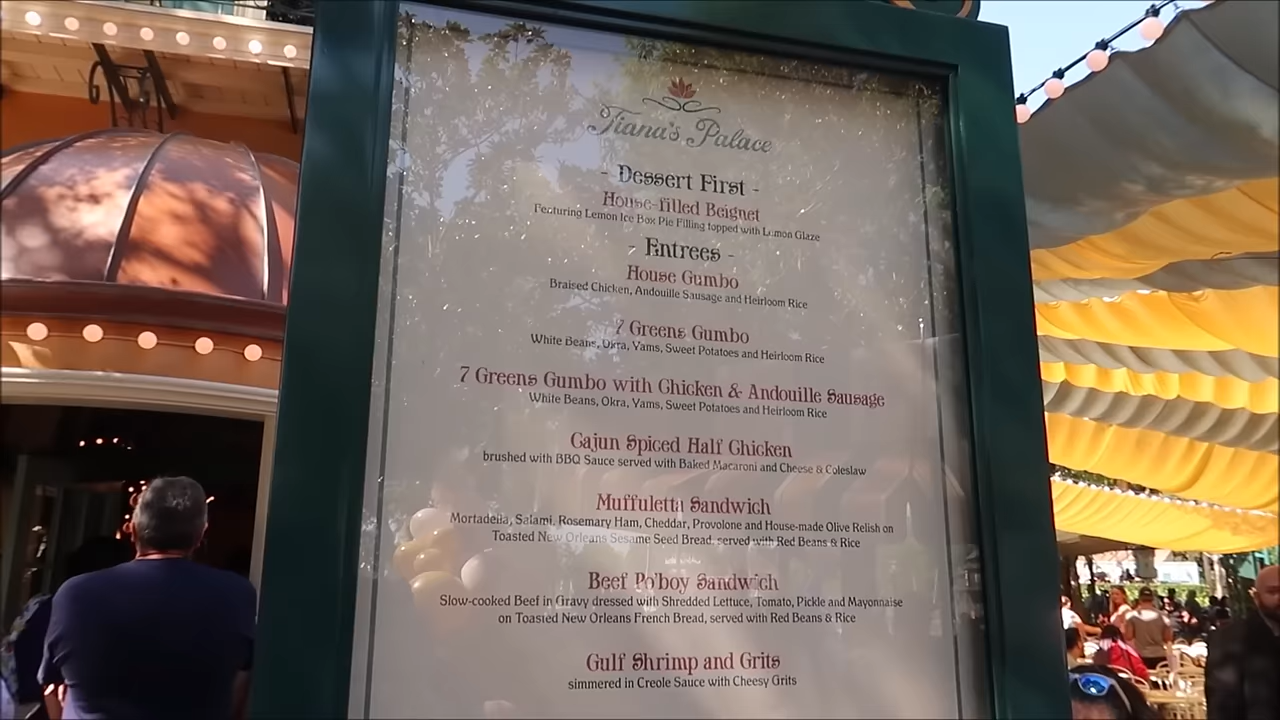 Tiana's Palace
- Dessert First -
House-filled Beignet
Featuring Lemon Ice Box Pie Filling topped with Lemon Glaze
- Entrees -
House Gumbo
Braised Chicken, Andouille Sausage and Heirloom Rice
7 Greens Gumbo
White Beans, Okra, Yams, Sweet Potatoes and Heirloom Rice
7 Greens Gumbo with Chicken & Andouille Sausage
White Beans, Okra, Yams, Sweet Potatoes and Heirloom Rice
Cajun Spiced Half Chicken
brushed with BBQ Sauce served with Baked Macaroni and Cheese & Coleslaw
Muffuletta Sandwich
Mortadella, Salami, Rosemary Ham, Cheddar, Provolone and House-made Olive Relish on
Toasted New Orleans Sesame Seed Bread, served with Red Beans & Rice
Beef Po'boy Sandwich
Slow-cooked Beef in Gravy dressed with Shredded Lettuce, Tomato, Pickle and Mayonnaise
on Toasted New Orleans French Bread, served with Red Beans & Rice
Gulf Shrimp and Grits
simmered in Creole Sauce with Cheesy Grits